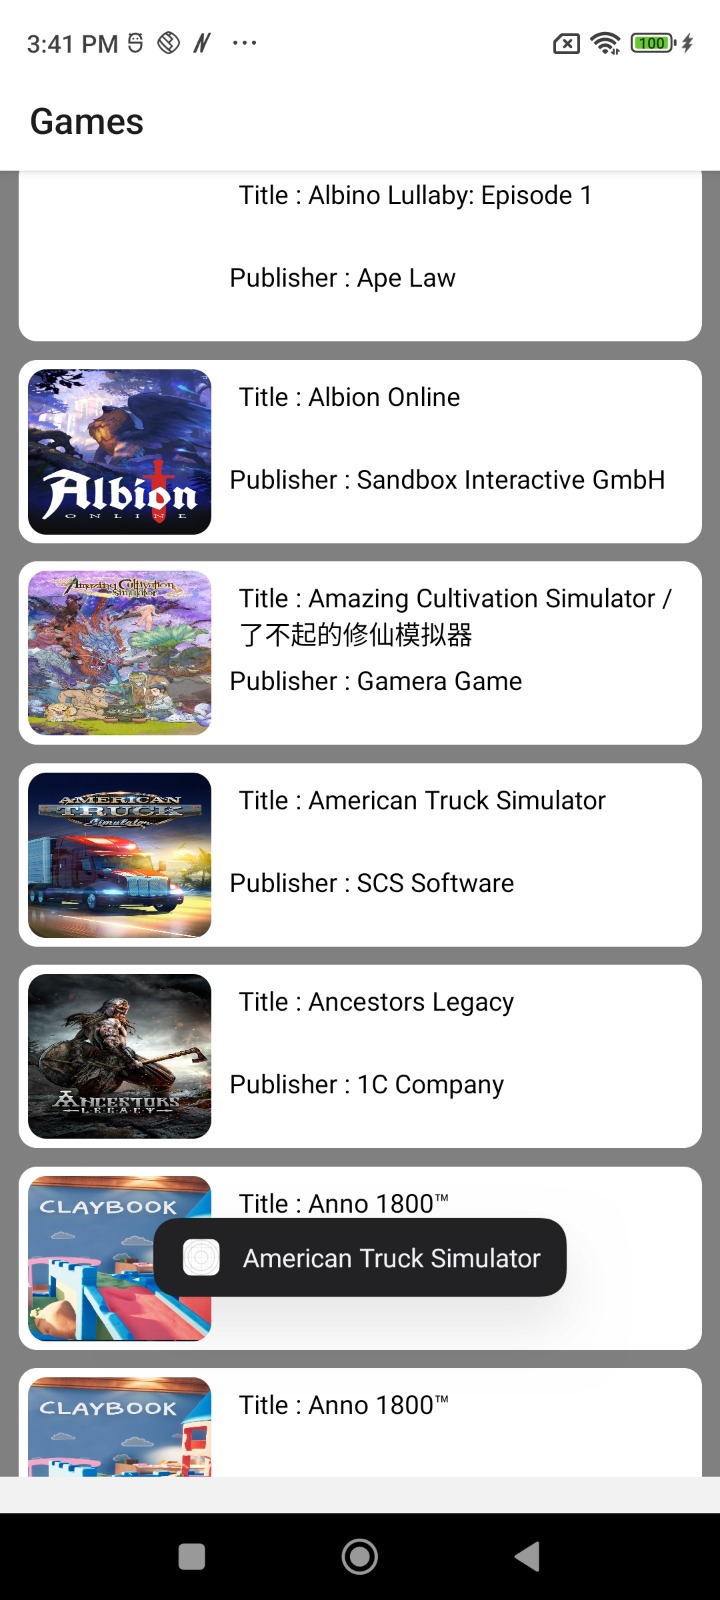 3:41 PM
100
Games
Title : Albino Lullaby: Episode 1
Publisher : Ape Law
Albion
ONLINE
Title : Albion Online
Publisher : Sandbox Interactive GmbH
Amazing Cultivation
Simulator
Title : Amazing Cultivation Simulator /
了不起的修仙模拟器
Publisher : Gamera Game
AMERICAN
TRUCK
Simulator
Title : American Truck Simulator
Publisher : SCS Software
ANCESTORS
LEGACY
Title : Ancestors Legacy
Publisher : 1C Company
CLAYBOOK
Title : Anno 1800™
American Truck Simulator
CLAYBOOK
Title : Anno 1800™